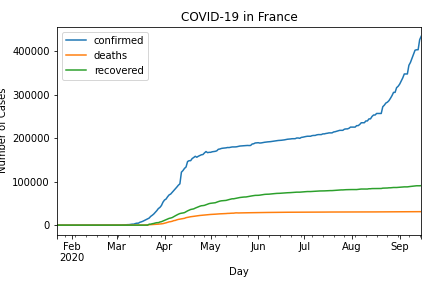 COVID-19 in France
confirmed
deaths
recovered
400000
300000
200000
100000
0
Number of Cases
Feb Mar Apr May Jun Jul Aug Sep
2020
Day